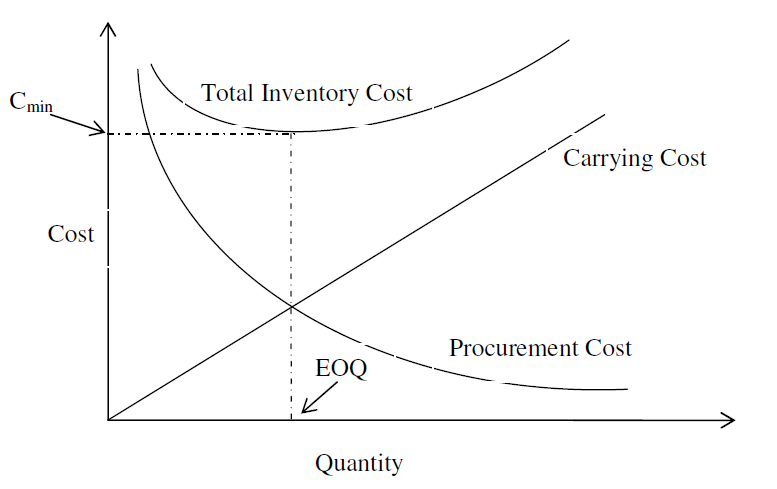 Total Inventory Cost
Cmin
Carrying Cost
Cost
Procurement Cost
EOQ
Quantity